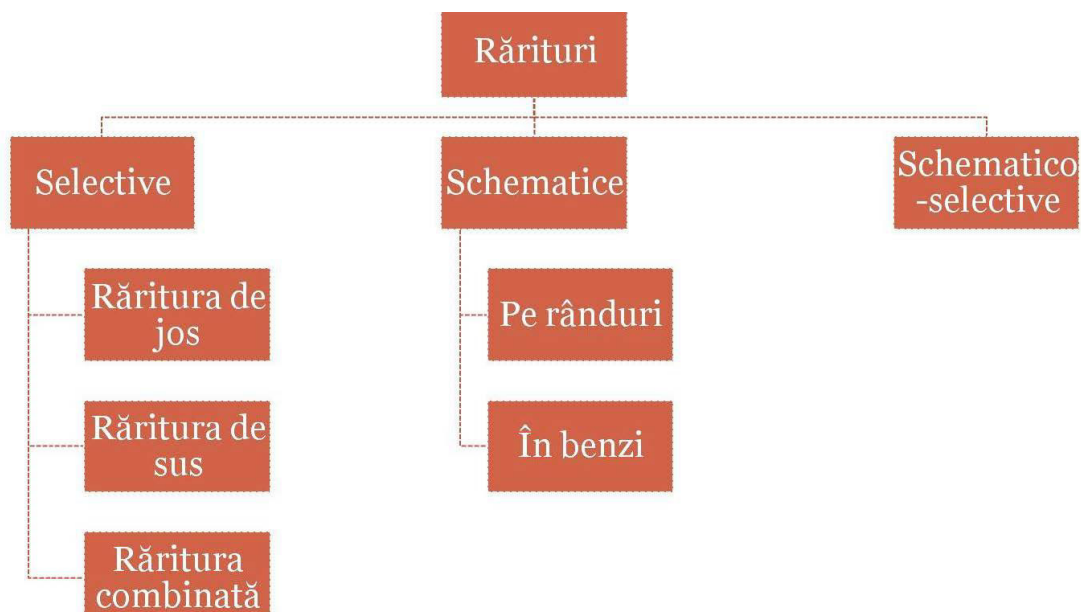 Rărituri
Selective
Schematice
Schematico
-selective
Răritura de
jos
Răritura de
sus
Răritura
combinată
Pe rânduri
În benzi